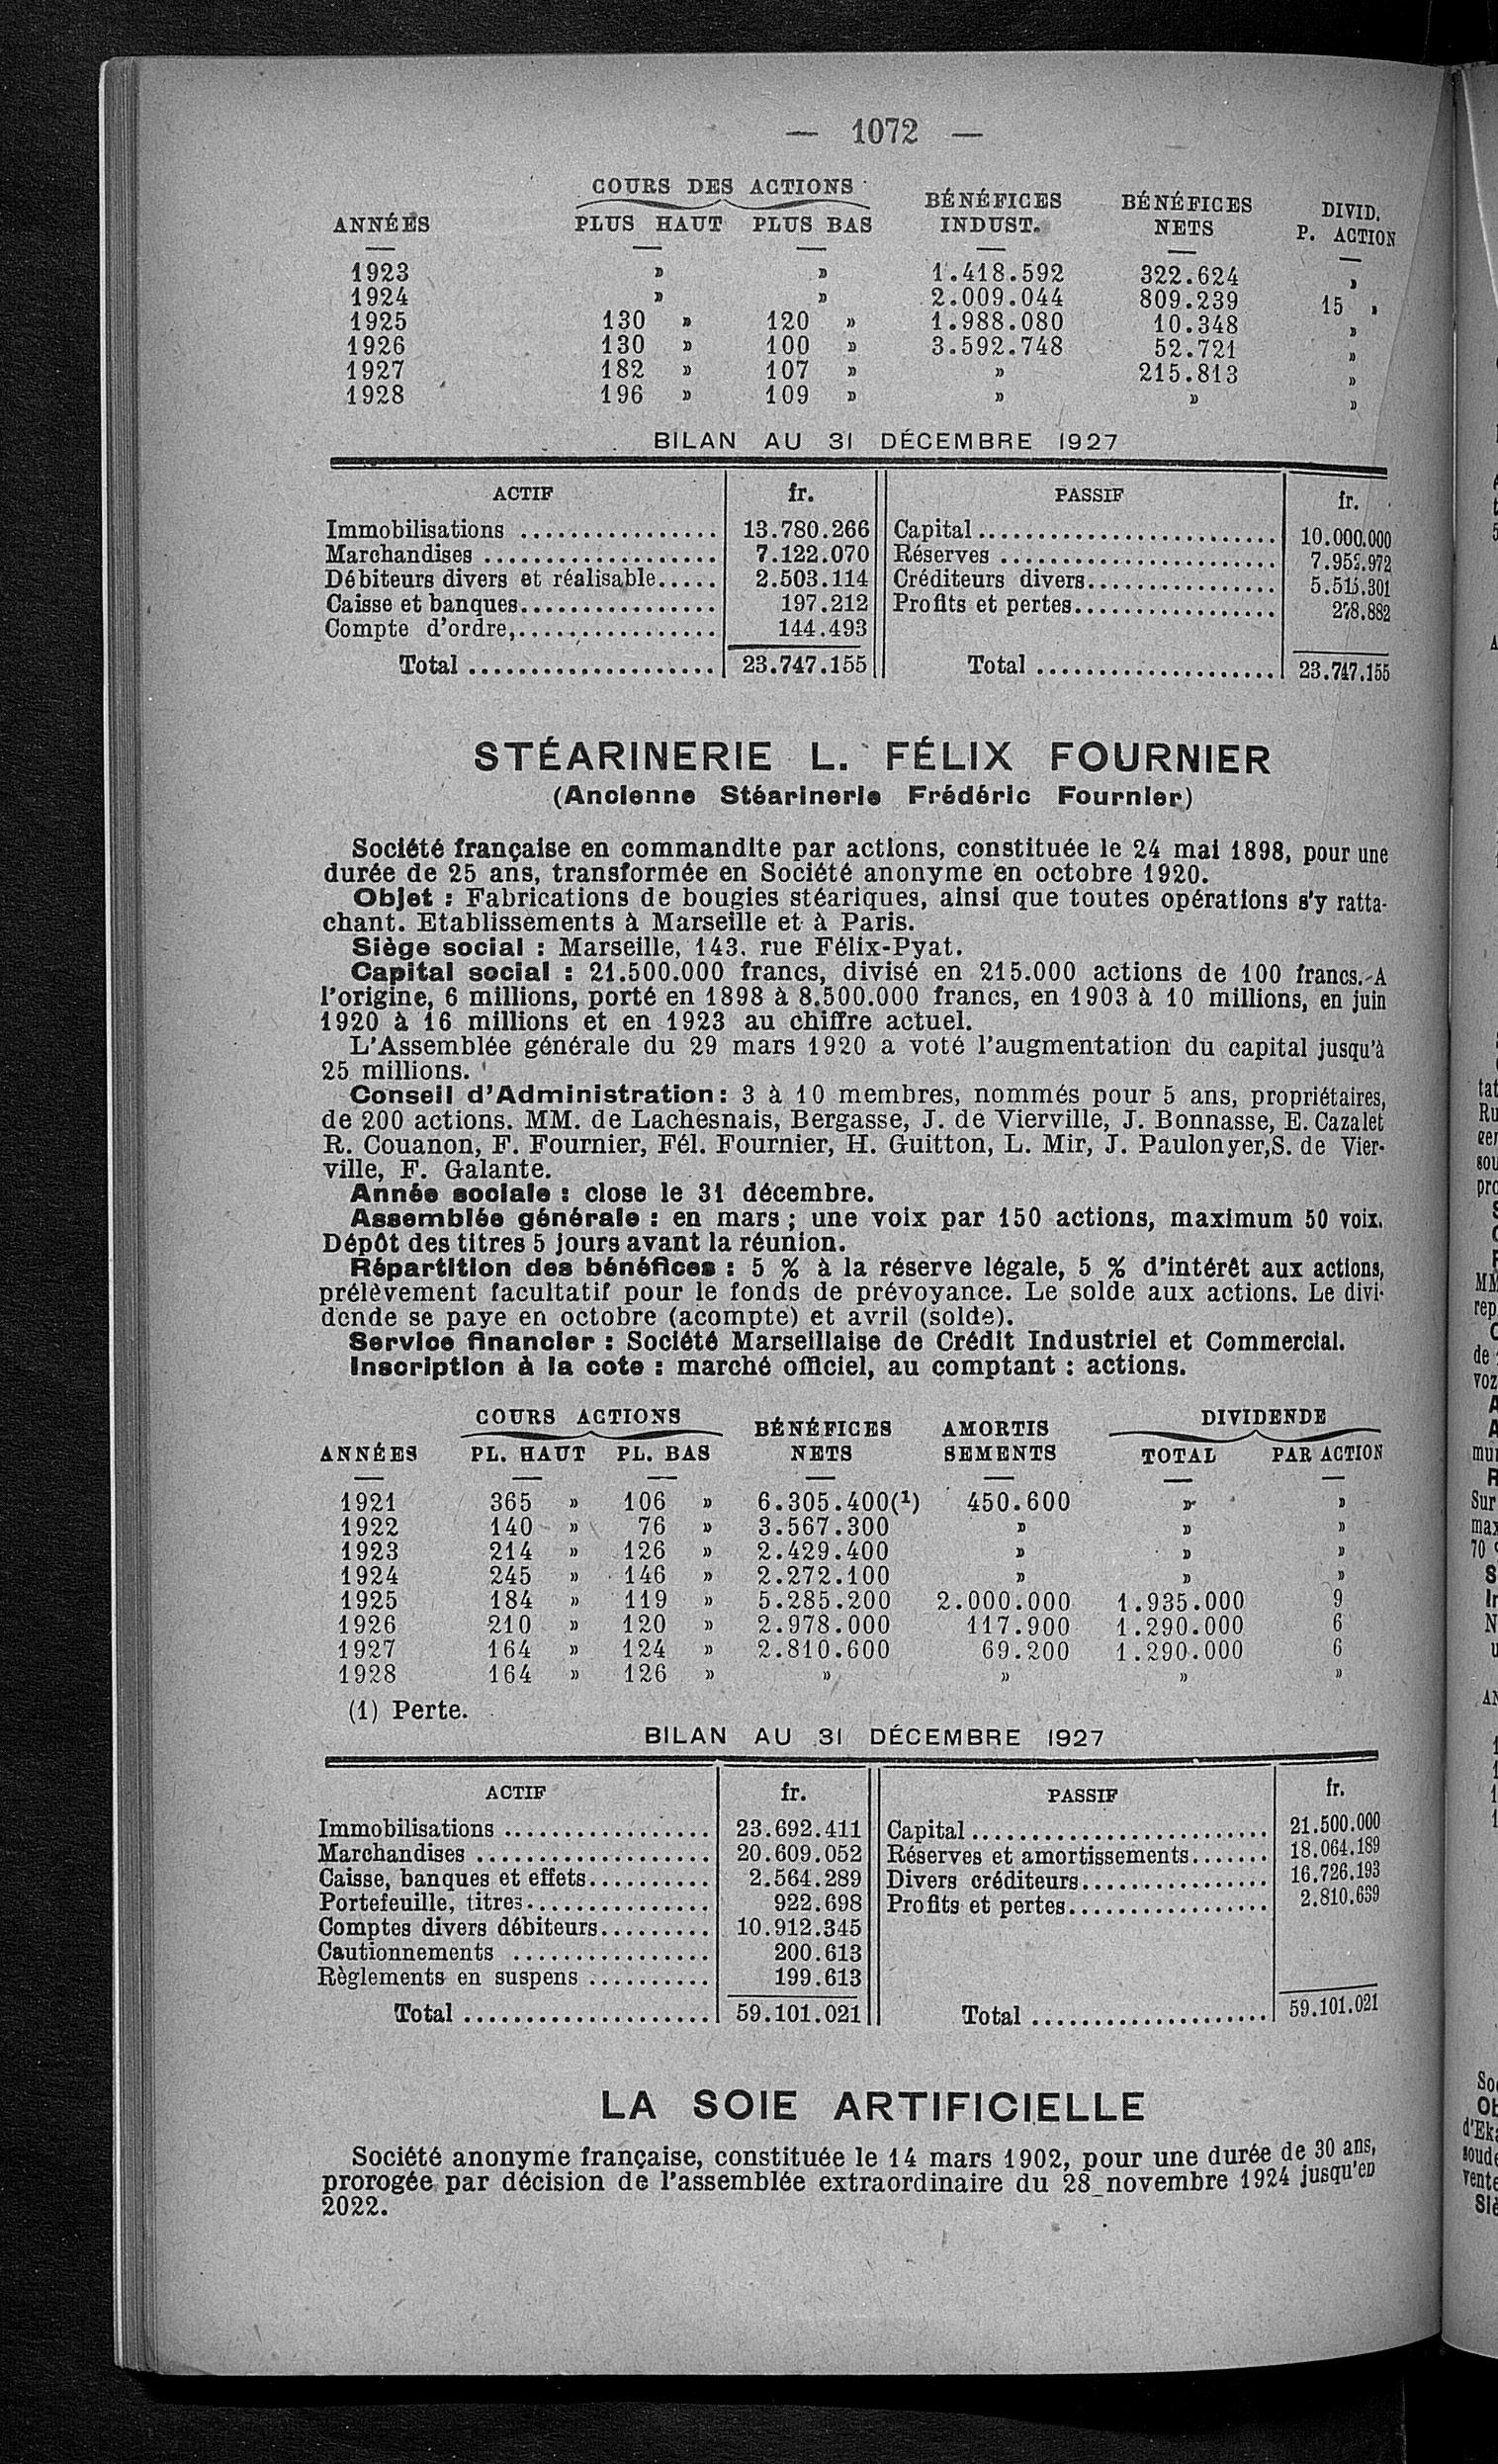 — 1072 —
COURS DES ACTIONS
ANNÉES PLUS HAUT PLUS BAS BÉNÉFICES INDUST. BÉNÉFICES NETS DIVID. P. ACTION
1923 » » 1.418.592 322.624 »
1924 » » 2.009.044 809.239 15 »
1925 130 » 120 » 1.988.080 10.348 »
1926 130 » 100 » 3.592.748 52.721 »
1927 182 » 107 » » 215.813 »
1928 196 » 109 » » » »
BILAN AU 31 DÉCEMBRE 1927
ACTIF fr. PASSIF fr.
Immobilisations ................ 13.780.266 Capital........................ 10.000.000
Marchandises ................... 7.122.070 Réserves ...................... 7.952.972
Débiteurs divers et réalisable..... 2.503.114 Créditeurs divers............... 5.515.301
Caisse et banques................ 197.212 Profits et pertes................. 278.882
Compte d'ordre,................ 144.493
Total .................... 23.747.155 Total .................... 23.747.155
STÉARINERIE L. FÉLIX FOURNIER
(Ancienne Stéarinerie Frédéric Fournier)
Société française en commandite par actions, constituée le 24 mai 1898, pour une
durée de 25 ans, transformée en Société anonyme en octobre 1920.
Objet : Fabrications de bougies stéariques, ainsi que toutes opérations s'y ratta-
chant. Etablissements à Marseille et à Paris.
Siège social : Marseille, 143, rue Félix-Pyat.
Capital social : 21.500.000 francs, divisé en 215.000 actions de 100 francs. A
l'origine, 6 millions, porté en 1898 à 8.500.000 francs, en 1903 à 10 millions, en juin
1920 à 16 millions et en 1923 au chiffre actuel.
L'Assemblée générale du 29 mars 1920 a voté l'augmentation du capital jusqu'à
25 millions.
Conseil d'Administration: 3 à 10 membres, nommés pour 5 ans, propriétaires,
de 200 actions. MM. de Lachesnais, Bergasse, J. de Vierville, J. Bonnasse, E. Cazalet
R. Couanon, F. Fournier, Fél. Fournier, H. Guitton, L. Mir, J. Paulonyer,S. de Vier-
ville, F. Galante.
Année sociale : close le 31 décembre.
Assemblée générale : en mars ; une voix par 150 actions, maximum 50 voix.
Dépôt des titres 5 jours avant la réunion.
Répartition des bénéfices : 5 % à la réserve légale, 5 % d'intérêt aux actions,
prélèvement facultatif pour le fonds de prévoyance. Le solde aux actions. Le divi-
dende se paye en octobre (acompte) et avril (solde).
Service financier : Société Marseillaise de Crédit Industriel et Commercial.
Inscription à la cote : marché officiel, au comptant : actions.
COURS ACTIONS DIVIDENDE
ANNÉES PL. HAUT PL. BAS BÉNÉFICES NETS AMORTIS SEMENTS TOTAL PAR ACTION
1921 365 » 106 » 6.305.400(1) 450.600 » »
1922 140 » 76 » 3.567.300 » » »
1923 214 » 126 » 2.429.400 » » »
1924 245 » 146 » 2.272.100 » » »
1925 184 » 119 » 5.285.200 2.000.000 1.935.000 9
1926 210 » 120 » 2.978.000 117.900 1.290.000 6
1927 164 » 124 » 2.810.600 69.200 1.290.000 6
1928 164 » 126 » » » » »
(1) Perte.
BILAN AU 31 DÉCEMBRE 1927
ACTIF fr. PASSIF fr.
Immobilisations ................. 23.692.411 Capital........................ 21.500.000
Marchandises ................... 20.609.052 Réserves et amortissements....... 18.064.189
Caisse, banques et effets.......... 2.564.289 Divers créditeurs................ 16.726.193
Portefeuille, titres............... 922.698 Profits et pertes................. 2.810.639
Comptes divers débiteurs......... 10.912.345
Cautionnements ................ 200.613
Règlements en suspens .......... 199.613
Total .................... 59.101.021 Total .................... 59.101.021
LA SOIE ARTIFICIELLE
Société anonyme française, constituée le 14 mars 1902, pour une durée de 30 ans,
prorogée par décision de l'assemblée extraordinaire du 28 novembre 1924 jusqu'en
2022.